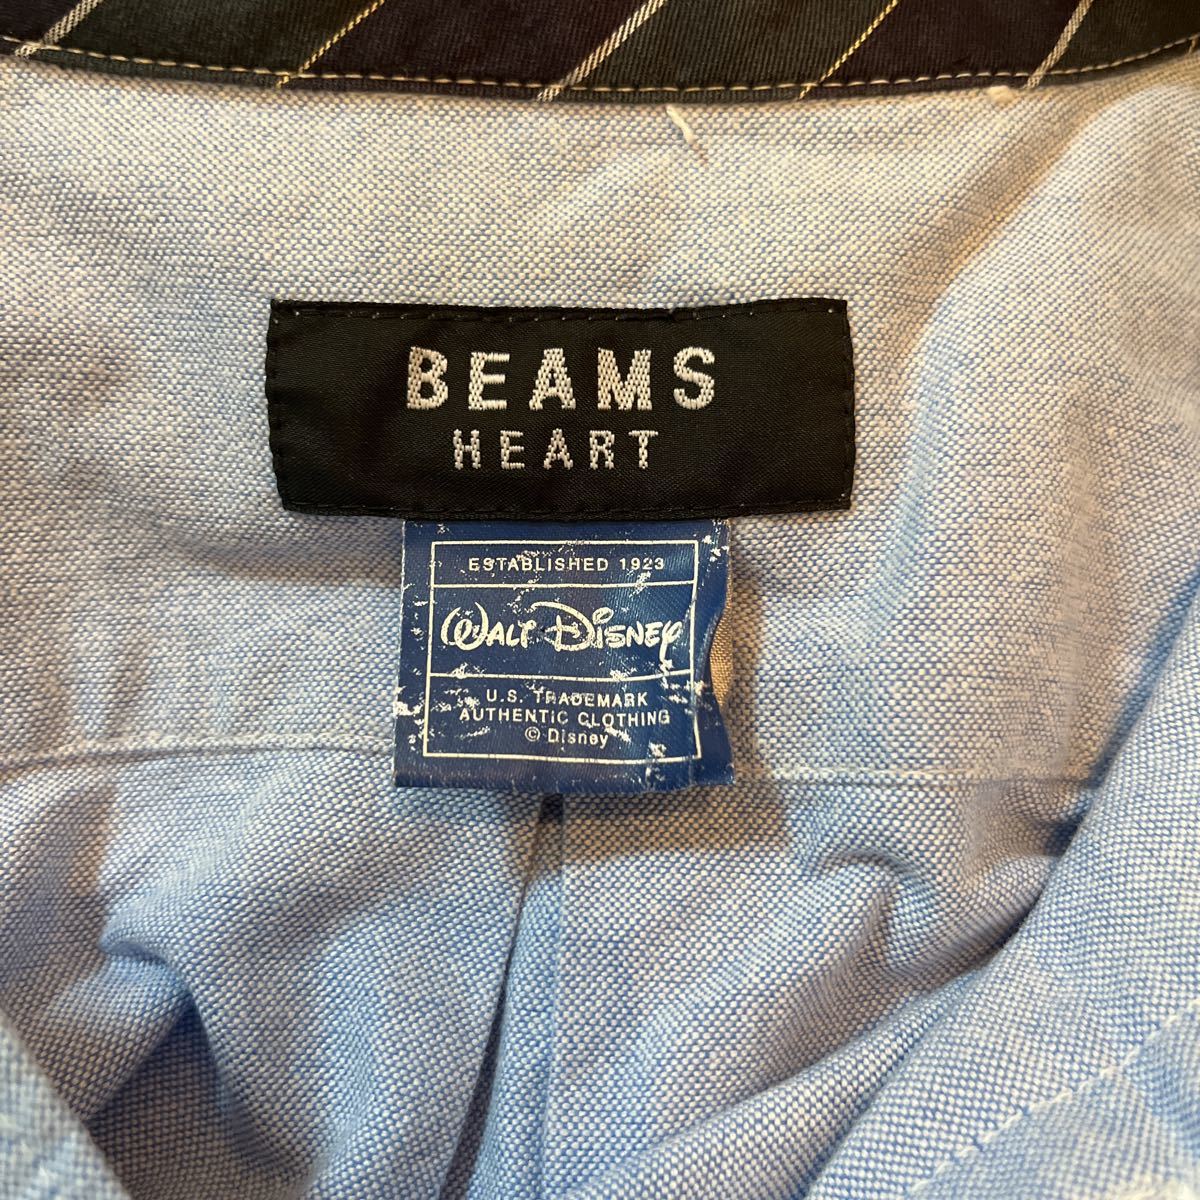 BEAMS
HEART
ESTABLISHED 1923
WALT DISNEY
U.S. TRADEMARK
AUTHENTIC CLOTHING
© Disney